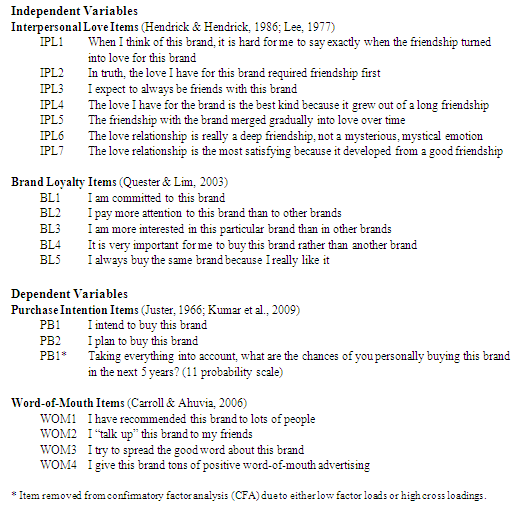 Independent Variables
Interpersonal Love Items (Hendrick & Hendrick, 1986; Lee, 1977)
IPL1 When I think of this brand, it is hard for me to say exactly when the friendship turned
into love for this brand
IPL2 In truth, the love I have for this brand required friendship first
IPL3 I expect to always be friends with this brand
IPL4 The love I have for the brand is the best kind because it grew out of a long friendship
IPL5 The friendship with the brand merged gradually into love over time
IPL6 The love relationship is really a deep friendship, not a mysterious, mystical emotion
IPL7 The love relationship is the most satisfying because it developed from a good friendship
Brand Loyalty Items (Quester & Lim, 2003)
BL1 I am committed to this brand
BL2 I pay more attention to this brand than to other brands
BL3 I am more interested in this particular brand than in other brands
BL4 It is very important for me to buy this brand rather than another brand
BL5 I always buy the same brand because I really like it
Dependent Variables
Purchase Intention Items (Juster, 1966; Kumar et al., 2009)
PB1 I intend to buy this brand
PB2 I plan to buy this brand
PB1* Taking everything into account, what are the chances of you personally buying this brand
in the next 5 years? (11 probability scale)
Word-of-Mouth Items (Carroll & Ahuvia, 2006)
WOM1 I have recommended this brand to lots of people
WOM2 I “talk up” this brand to my friends
WOM3 I try to spread the good word about this brand
WOM4 I give this brand tons of positive word-of-mouth advertising
* Item removed from confirmatory factor analysis (CFA) due to either low factor loads or high cross loadings.